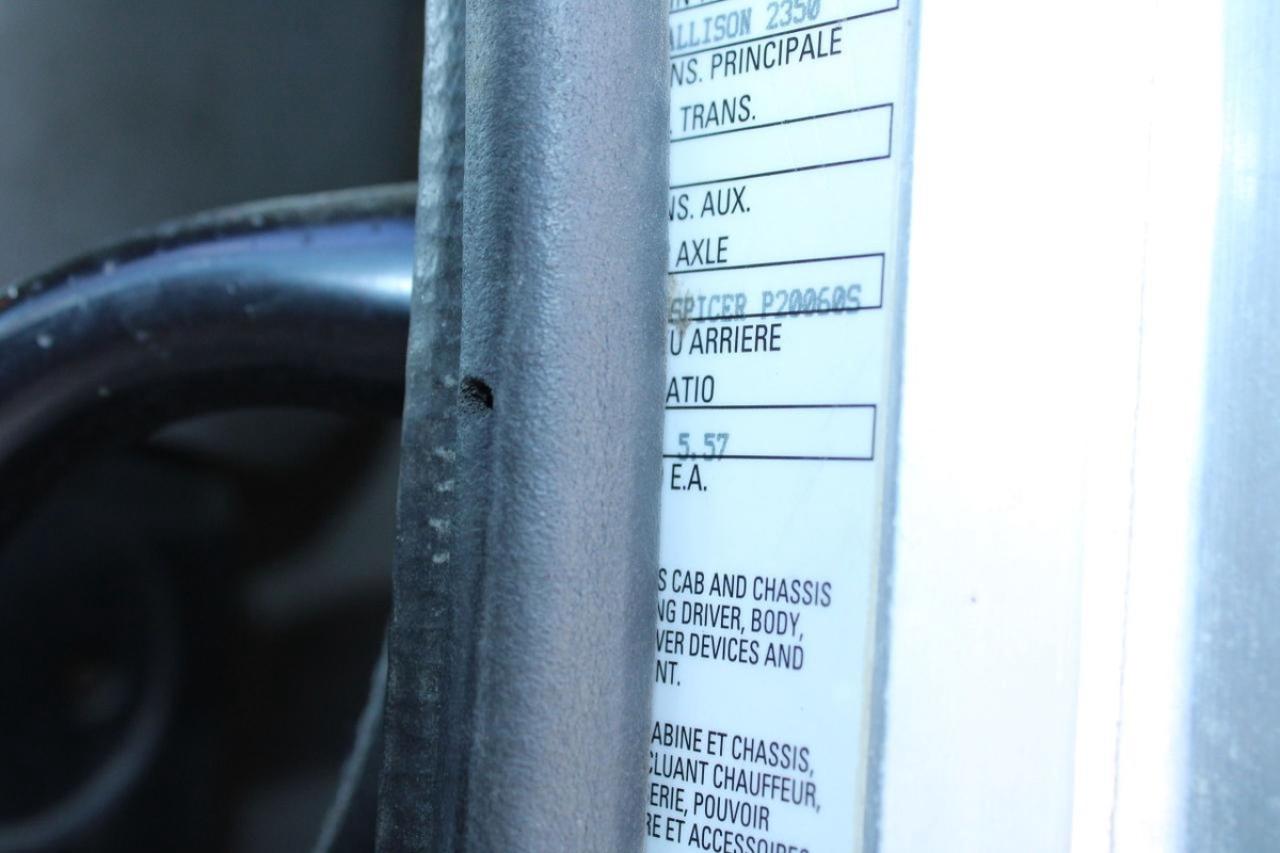 ALLISON 2350
NS. PRINCIPALE
TRANS.
NS. AUX.
AXLE
SPICER P20060S
U ARRIERE
ATIO
5.57
E.A.
S CAB AND CHASSIS
NG DRIVER, BODY,
VER DEVICES AND
NT.
ABINE ET CHASSIS,
CLUANT CHAUFFEUR,
ERIE, POUVOIR
RE ET ACCESSOIRES